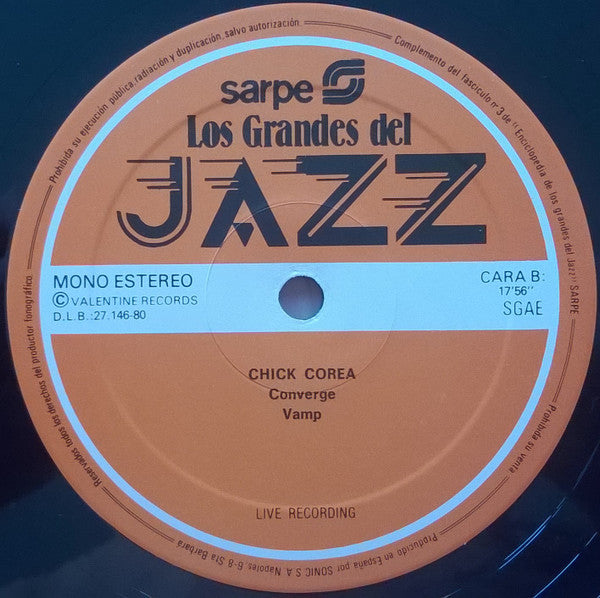 Prohibida su ejecución pública, radiación y duplicación, salvo autorización.
Complemento del fascículo nº 3 de "Enciclopedia de los grandes del Jazz" SARPE
sarpe
Los Grandes del
JAZZ
MONO ESTEREO
© VALENTINE RECORDS
D.L.B.:27.146-80
CARA B:
17'56''
SGAE
CHICK COREA
Converge
Vamp
LIVE RECORDING
Reservados todos los derechos del productor fonográfico.
Producido en España por SONIC S.A. Napoles 6-8 Sta Barbará
Prohibida su venta